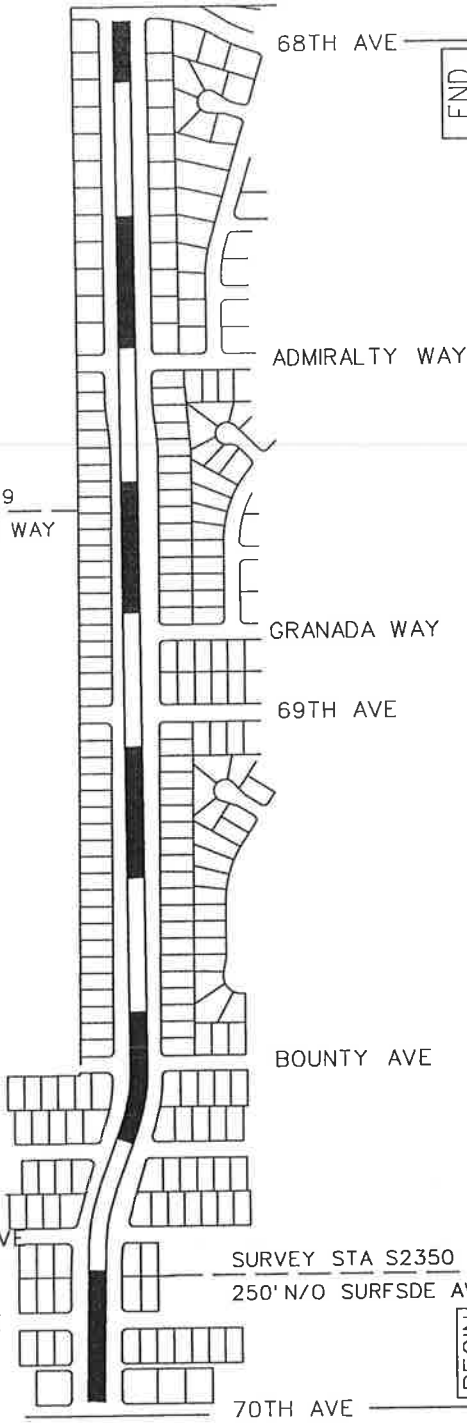 68TH AVE
END
ADMIRALTY WAY
9
WAY
GRANADA WAY
69TH AVE
BOUNTY AVE
SURVEY STA S2350
250' N/O SURFSDE AV
70TH AVE